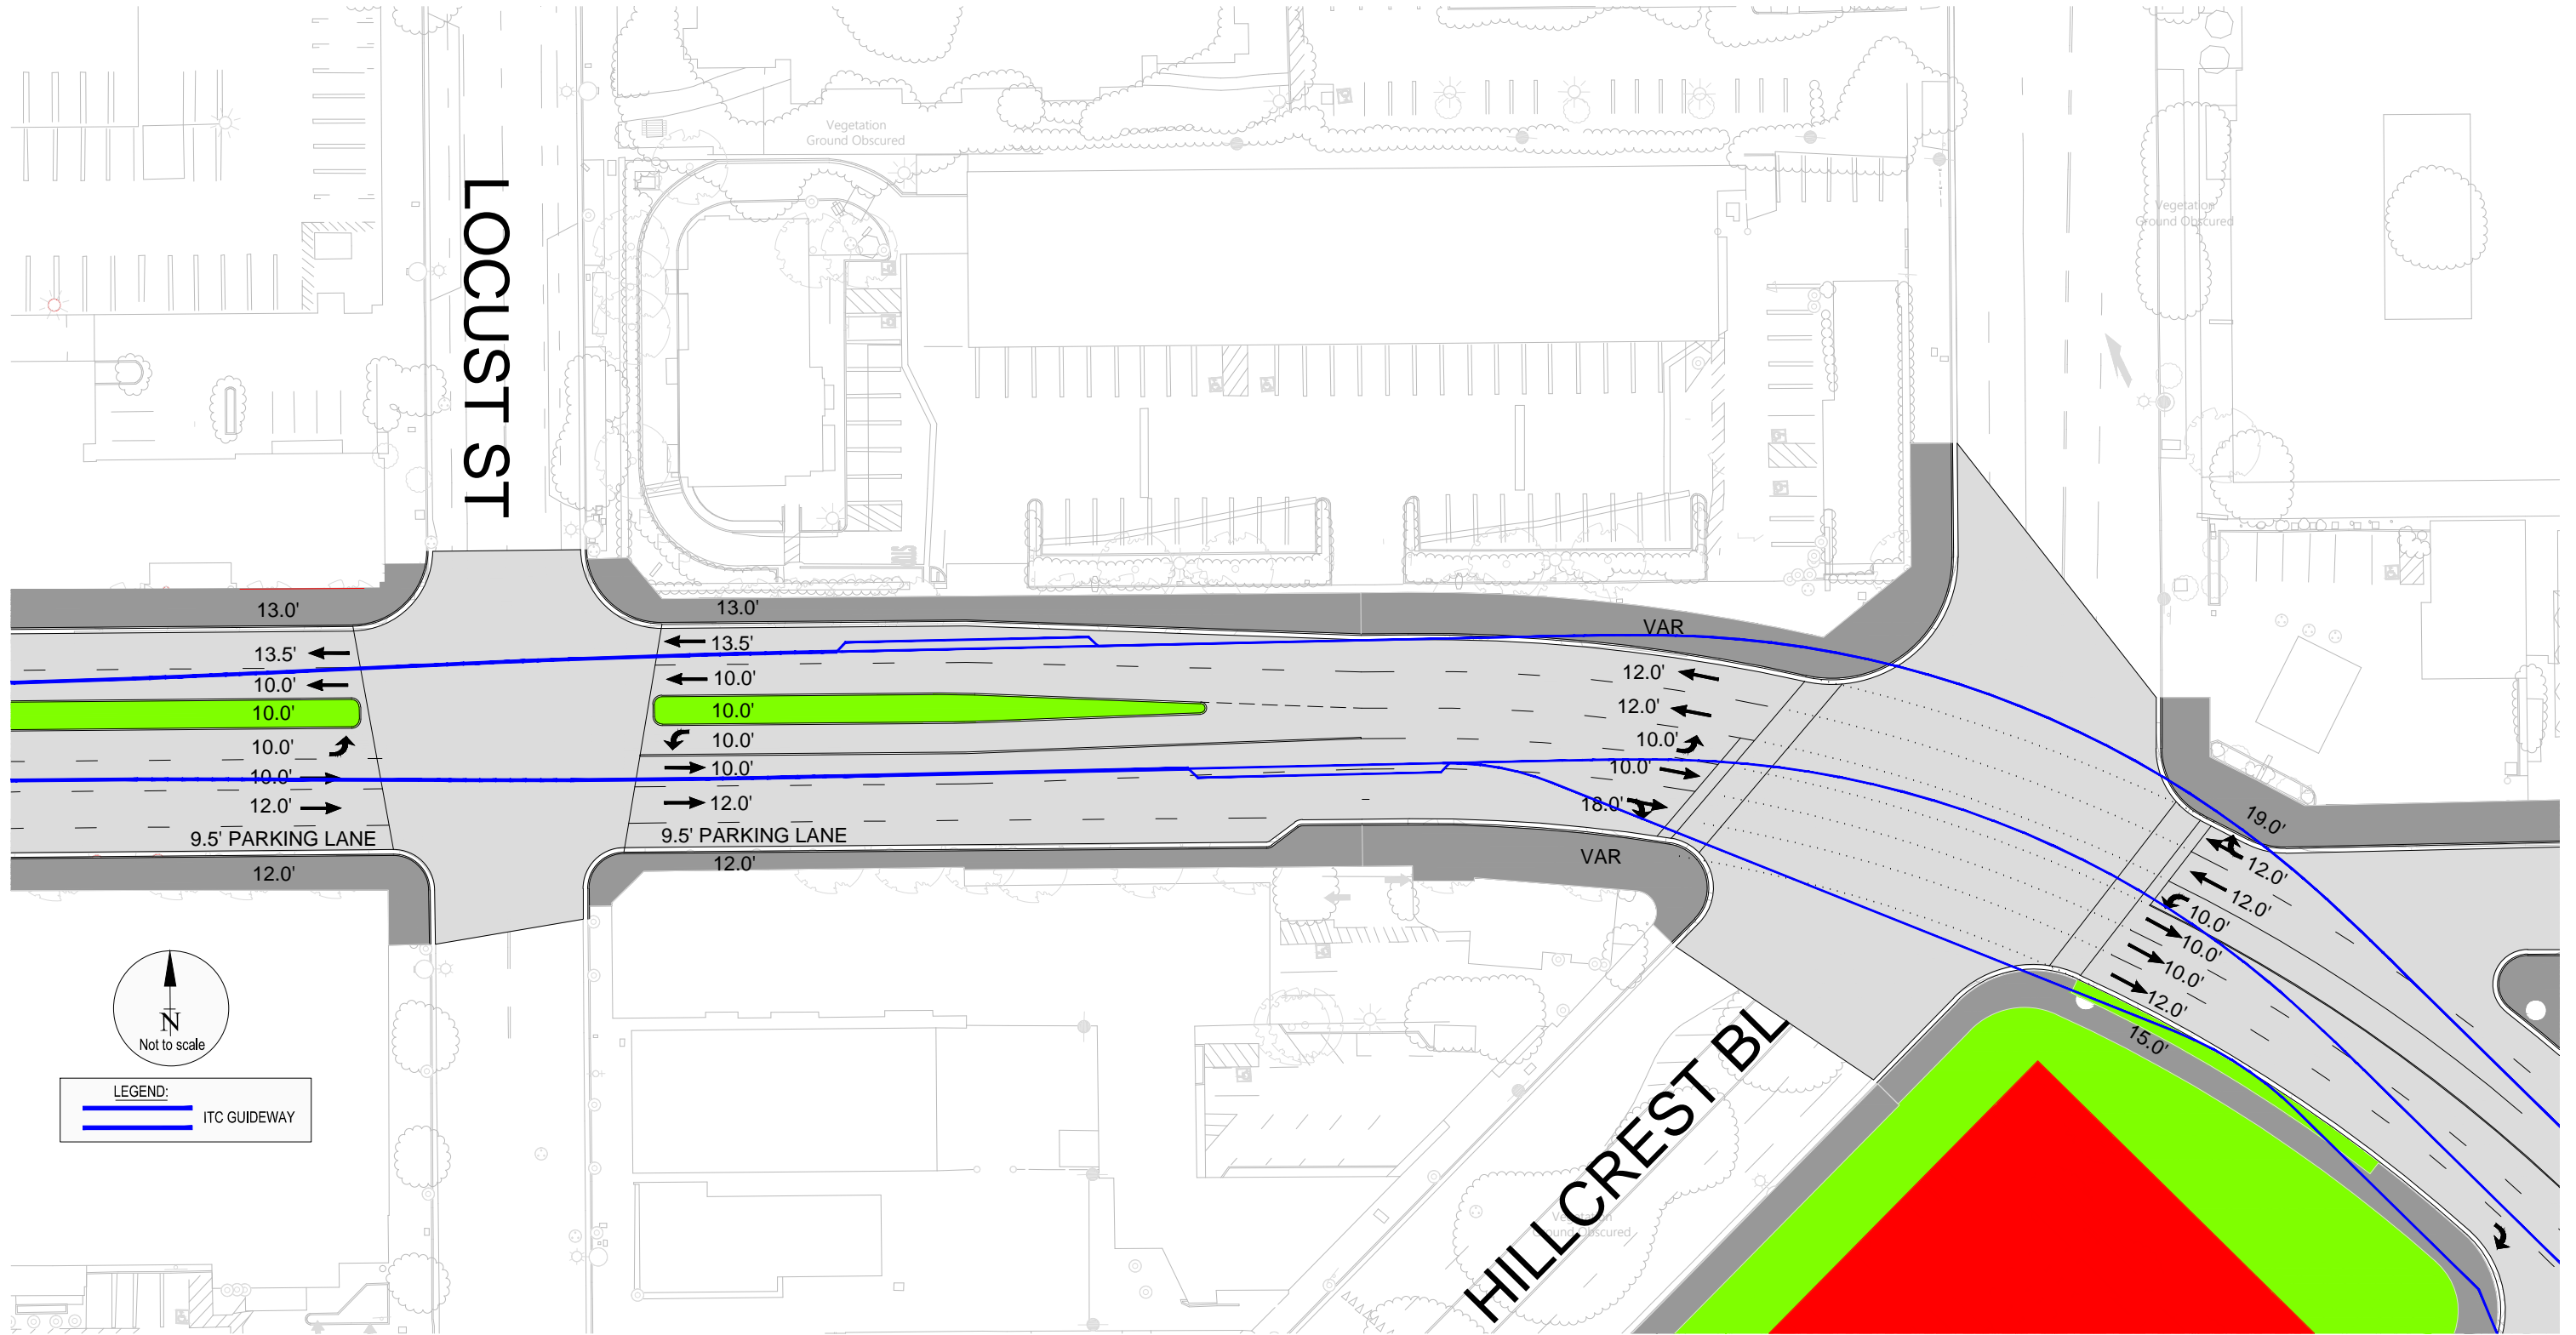 Vegetation
Ground Obscured
Vegetation
Ground Obscured
LOCUST ST
13.0'
13.0'
VAR
13.5'
13.5'
12.0'
10.0'
10.0'
12.0'
10.0'
10.0'
10.0'
10.0'
10.0'
10.0'
10.0'
10.0'
12.0'
12.0'
18.0'
9.5' PARKING LANE
9.5' PARKING LANE
12.0'
12.0'
VAR
19.0'
12.0'
12.0'
10.0'
10.0'
10.0'
12.0'
15.0'
N
Not to scale
LEGEND:
ITC GUIDEWAY
HILLCREST BL
Vegetation
Ground Obscured